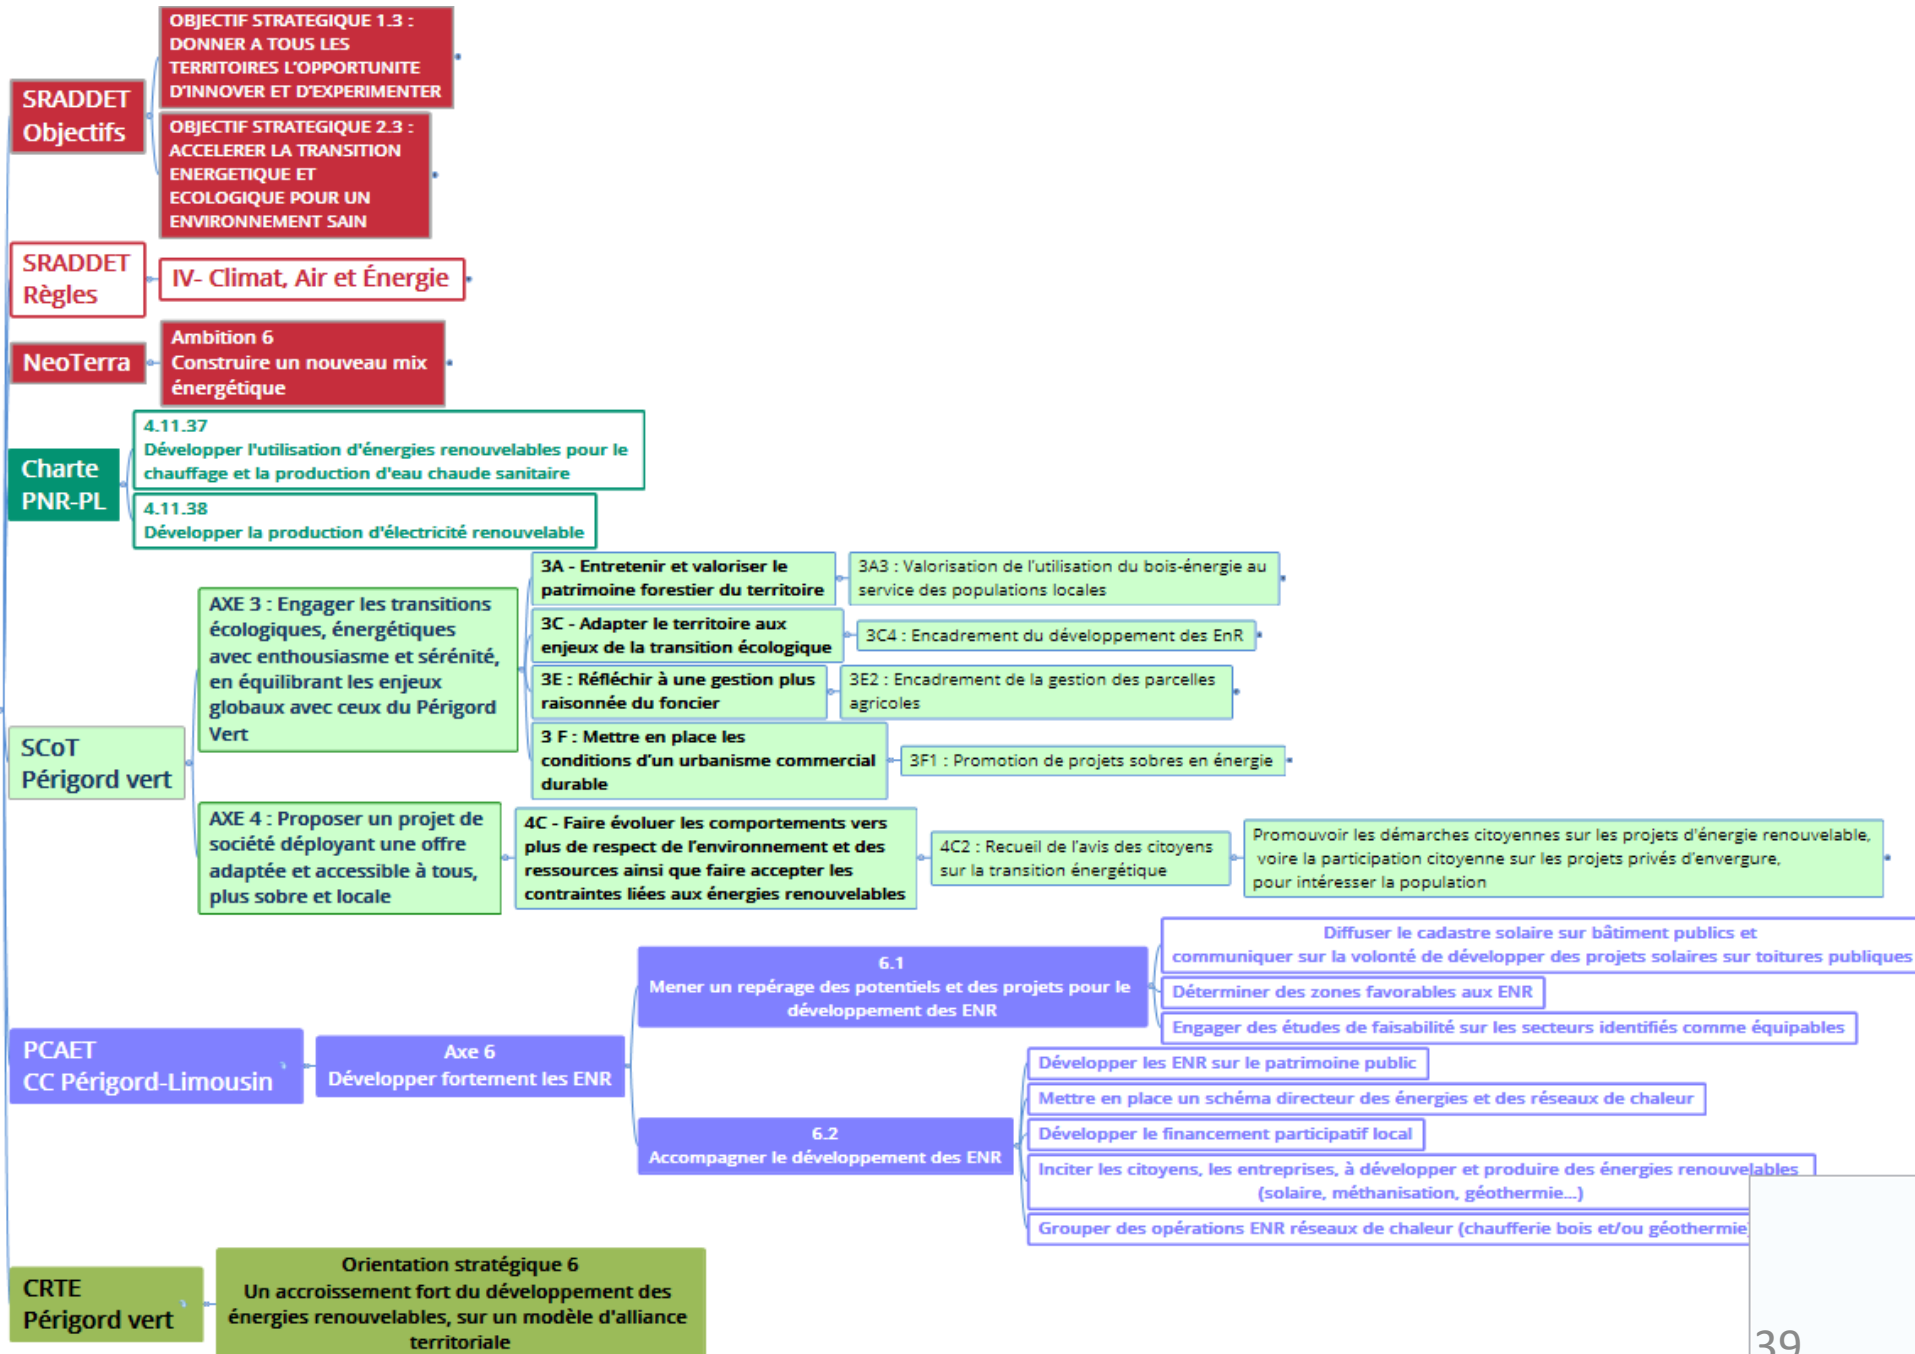 SRADDET
Objectifs
OBJECTIF STRATEGIQUE 1.3 :
DONNER A TOUS LES
TERRITOIRES L'OPPORTUNITE
D'INNOVER ET D'EXPERIMENTER
OBJECTIF STRATEGIQUE 2.3 :
ACCELERER LA TRANSITION
ENERGETIQUE ET
ECOLOGIQUE POUR UN
ENVIRONNEMENT SAIN
SRADDET
Règles
IV- Climat, Air et Énergie
NeoTerra
Ambition 6
Construire un nouveau mix
énergétique
Charte
PNR-PL
4.11.37
Développer l'utilisation d'énergies renouvelables pour le
chauffage et la production d'eau chaude sanitaire
4.11.38
Développer la production d'électricité renouvelable
SCoT
Périgord vert
AXE 3 : Engager les transitions
écologiques, énergétiques
avec enthousiasme et sérénité,
en équilibrant les enjeux
globaux avec ceux du Périgord
Vert
3A - Entretenir et valoriser le
patrimoine forestier du territoire
3A3 : Valorisation de l'utilisation du bois-énergie au
service des populations locales
3C - Adapter le territoire aux
enjeux de la transition écologique
3C4 : Encadrement du développement des EnR
3E : Réfléchir à une gestion plus
raisonnée du foncier
3E2 : Encadrement de la gestion des parcelles
agricoles
3 F : Mettre en place les
conditions d'un urbanisme commercial
durable
3F1 : Promotion de projets sobres en énergie
AXE 4 : Proposer un projet de
société déployant une offre
adaptée et accessible à tous,
plus sobre et locale
4C - Faire évoluer les comportements vers
plus de respect de l'environnement et des
ressources ainsi que faire accepter les
contraintes liées aux énergies renouvelables
4C2 : Recueil de l'avis des citoyens
sur la transition énergétique
Promouvoir les démarches citoyennes sur les projets d'énergie renouvelable,
voire la participation citoyenne sur les projets privés d'envergure,
pour intéresser la population
PCAET
CC Périgord-Limousin
Axe 6
Développer fortement les ENR
6.1
Mener un repérage des potentiels et des projets pour le
développement des ENR
Diffuser le cadastre solaire sur bâtiment publics et
communiquer sur la volonté de développer des projets solaires sur toitures publiques
Déterminer des zones favorables aux ENR
Engager des études de faisabilité sur les secteurs identifiés comme équipables
6.2
Accompagner le développement des ENR
Développer les ENR sur le patrimoine public
Mettre en place un schéma directeur des énergies et des réseaux de chaleur
Développer le financement participatif local
Inciter les citoyens, les entreprises, à développer et produire des énergies renouvelables
(solaire, méthanisation, géothermie...)
Grouper des opérations ENR réseaux de chaleur (chaufferie bois et/ou géothermie)
CRTE
Périgord vert
Orientation stratégique 6
Un accroissement fort du développement des
énergies renouvelables, sur un modèle d'alliance
territoriale
39